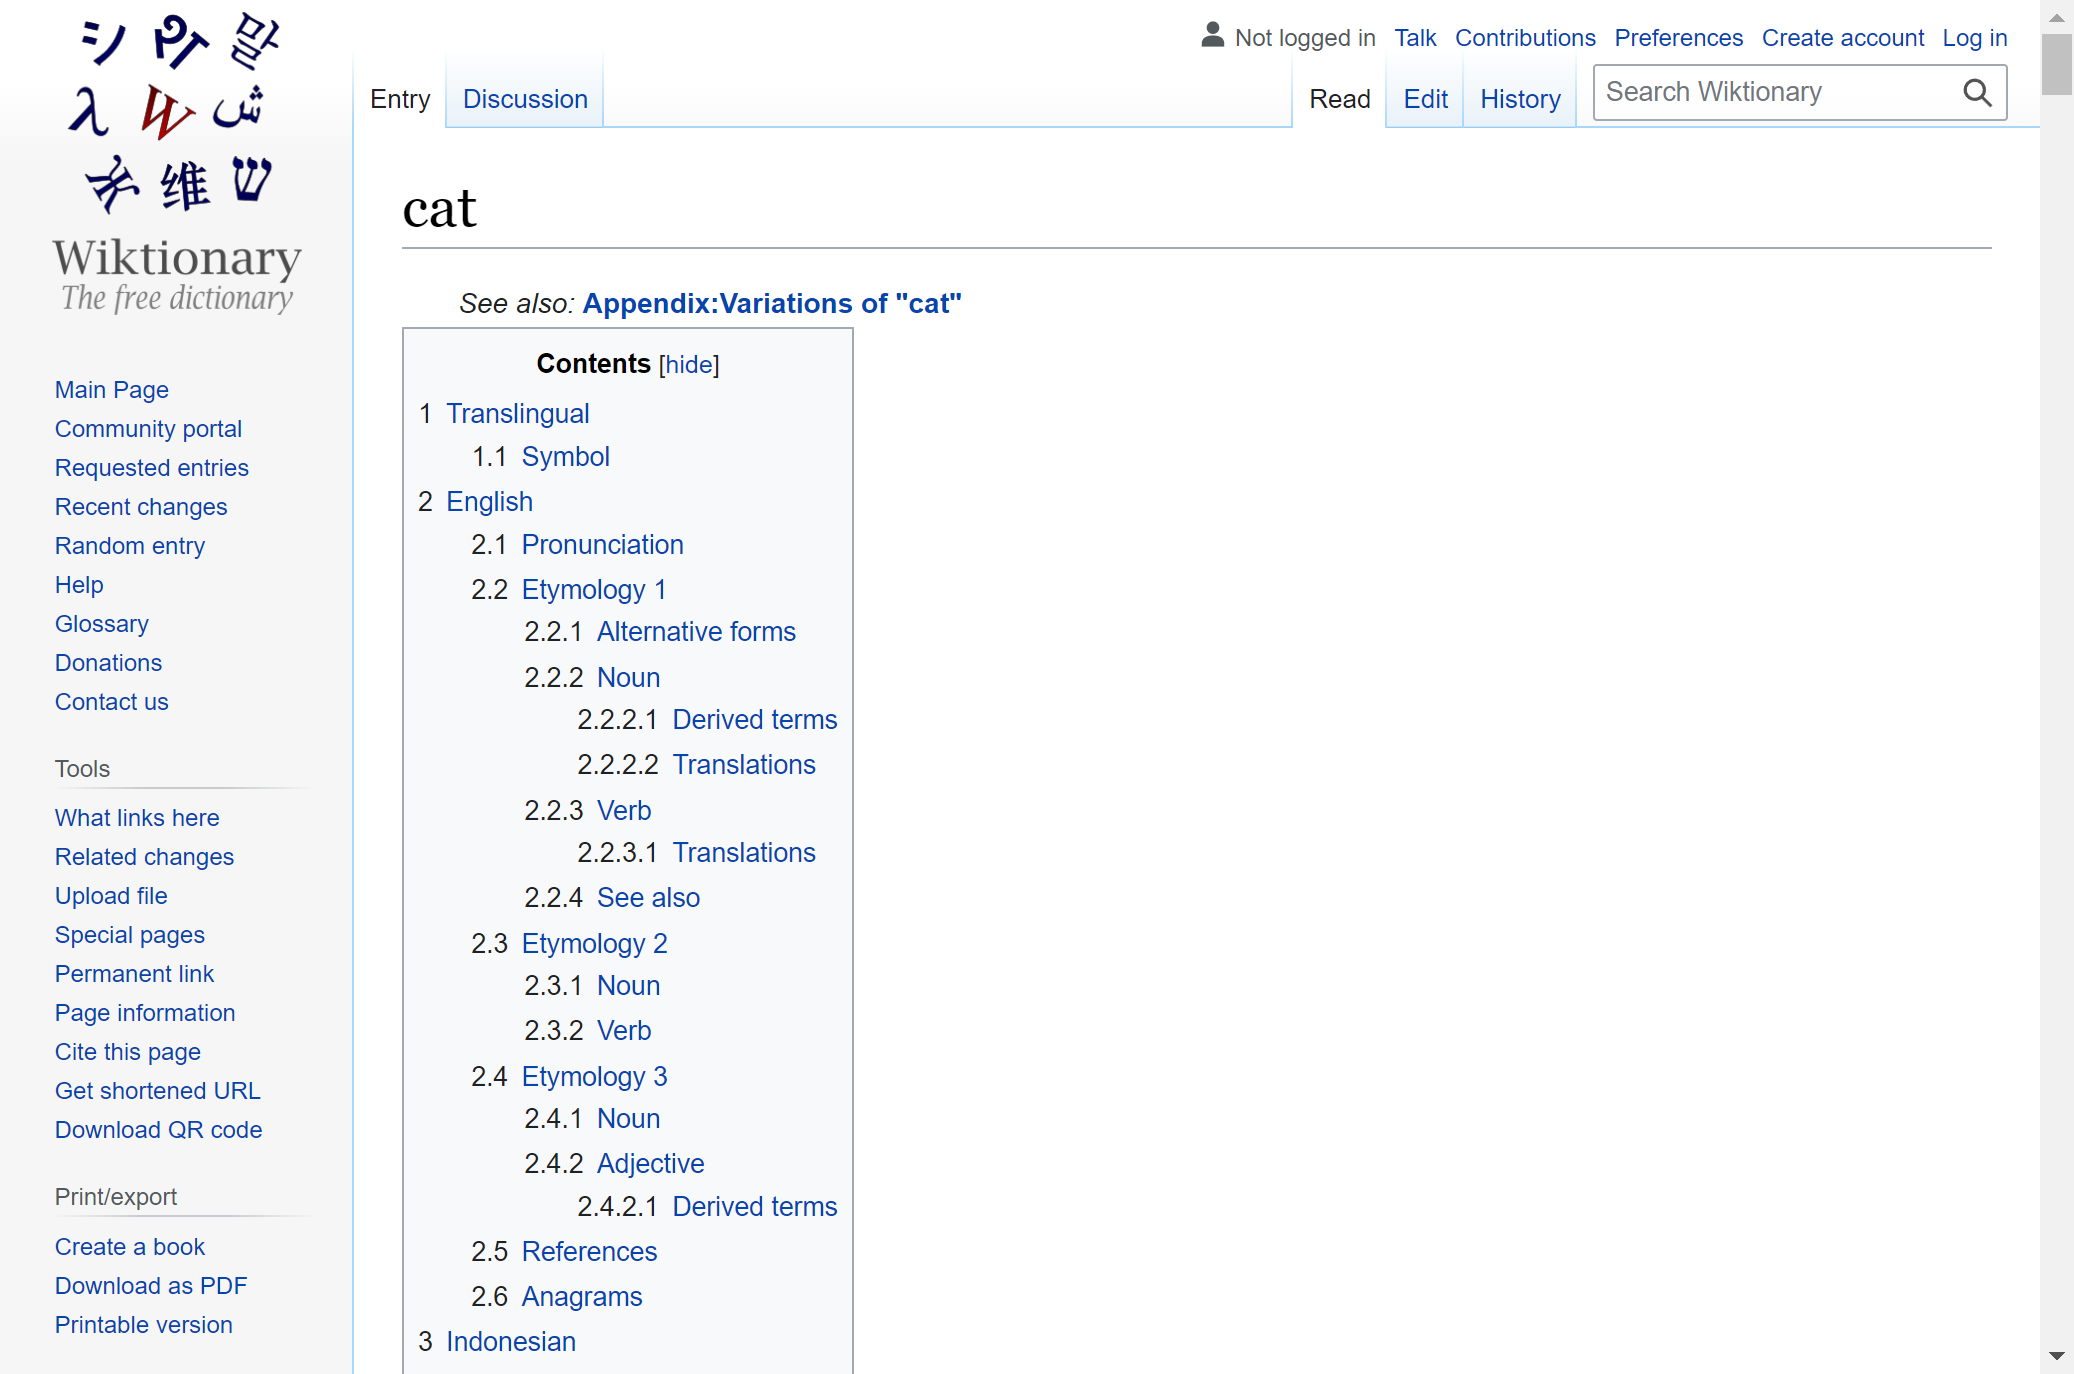 シ और 말
λ W ش
维 ש
Wiktionary
The free dictionary
Not logged in Talk Contributions Preferences Create account Log in
Entry Discussion Read Edit History Search Wiktionary
cat
See also: Appendix:Variations of "cat"
Contents [hide]
1 Translingual
1.1 Symbol
2 English
2.1 Pronunciation
2.2 Etymology 1
2.2.1 Alternative forms
2.2.2 Noun
2.2.2.1 Derived terms
2.2.2.2 Translations
2.2.3 Verb
2.2.3.1 Translations
2.2.4 See also
2.3 Etymology 2
2.3.1 Noun
2.3.2 Verb
2.4 Etymology 3
2.4.1 Noun
2.4.2 Adjective
2.4.2.1 Derived terms
2.5 References
2.6 Anagrams
3 Indonesian
Main Page
Community portal
Requested entries
Recent changes
Random entry
Help
Glossary
Donations
Contact us
Tools
What links here
Related changes
Upload file
Special pages
Permanent link
Page information
Cite this page
Get shortened URL
Download QR code
Print/export
Create a book
Download as PDF
Printable version